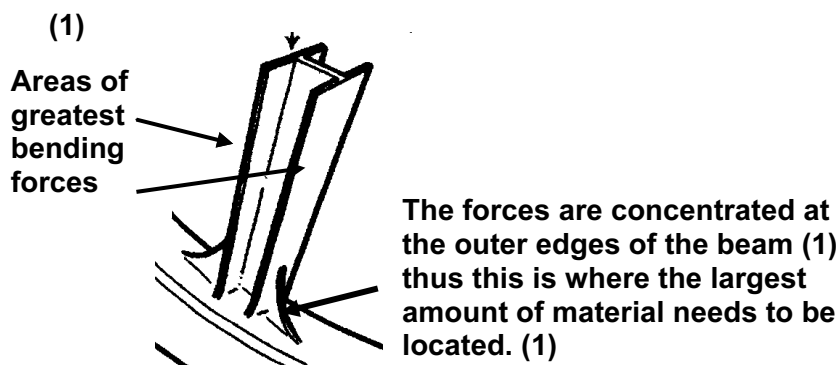 (1)
Areas of
greatest
bending
forces
The forces are concentrated at
the outer edges of the beam (1)
thus this is where the largest
amount of material needs to be
located. (1)